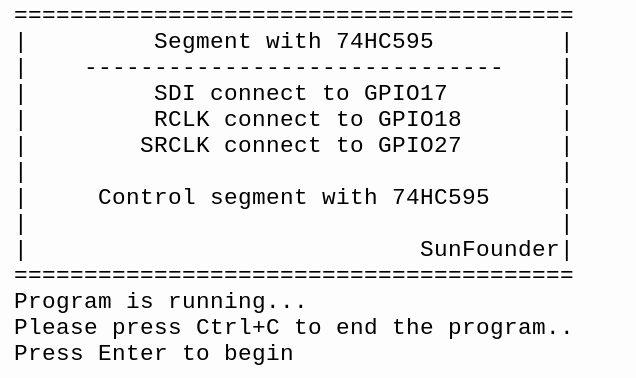 ========================================
|         Segment with 74HC595         |
|    ------------------------------    |
|         SDI connect to GPIO17        |
|         RCLK connect to GPIO18       |
|        SRCLK connect to GPIO27       |
|                                      |
|     Control segment with 74HC595     |
|                                      |
|                            SunFounder|
========================================
Program is running...
Please press Ctrl+C to end the program..
Press Enter to begin